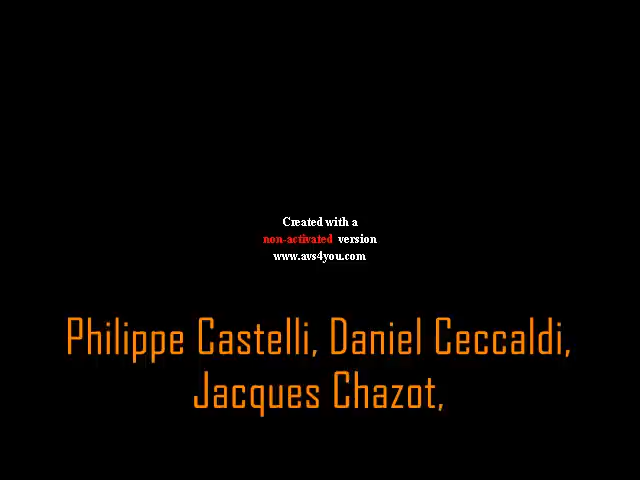 Created with a
non-activated version
www.avs4you.com
Philippe Castelli, Daniel Ceccaldi,
Jacques Chazot,